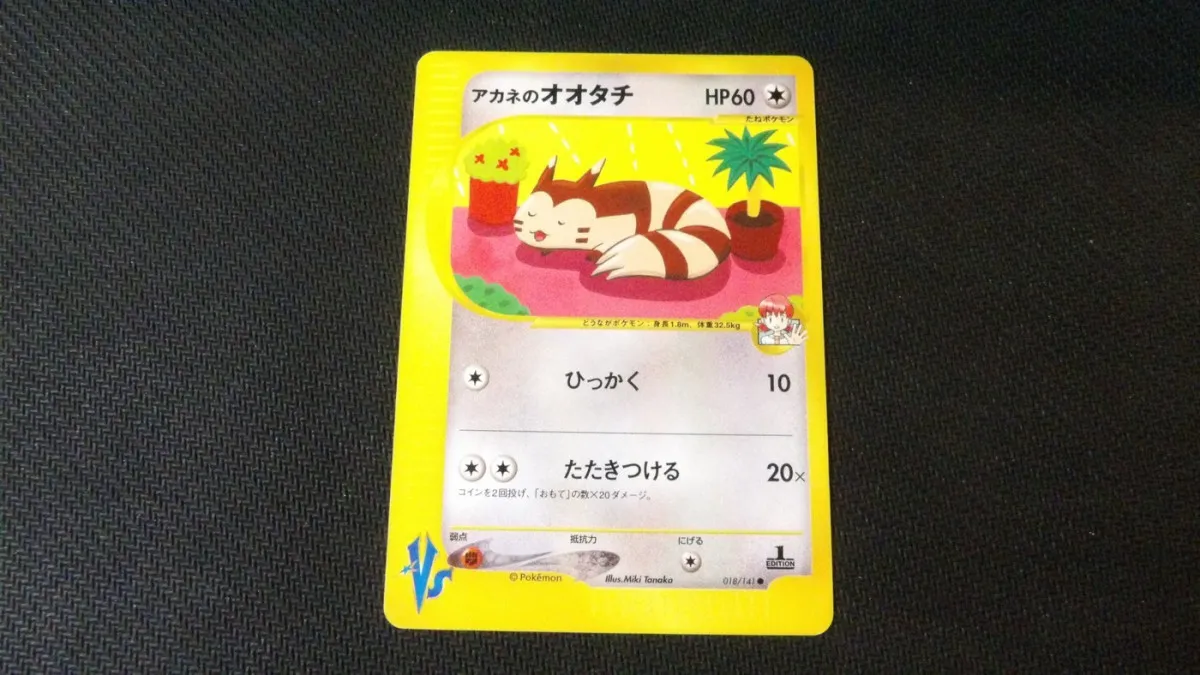 アカネのオオタチ HP60
たねポケモン
どうながポケモン：身長1.8m、体重32.5kg
ひっかく 10
たたきつける 20×
コインを2回投げ、「おもて」の数×20ダメージ。
弱点 抵抗力 にげる
1
EDITION
VS
©Pokémon Illus.Miki Tanaka 018/141●